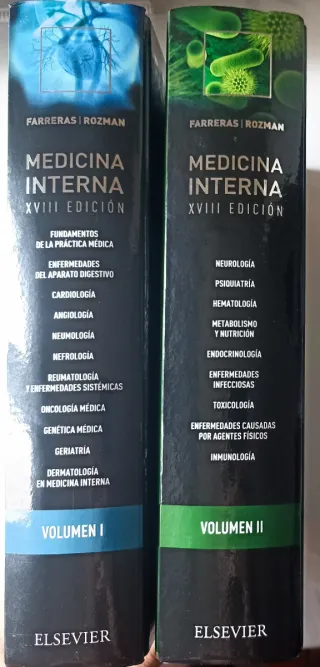 FARRERAS | ROZMAN
MEDICINA
INTERNA
XVIII EDICIÓN
FUNDAMENTOS
DE LA PRÁCTICA MÉDICA
ENFERMEDADES
DEL APARATO DIGESTIVO
CARDIOLOGÍA
ANGIOLOGÍA
NEUMOLOGÍA
NEFROLOGÍA
REUMATOLOGÍA
Y ENFERMEDADES SISTÉMICAS
ONCOLOGÍA MÉDICA
GENÉTICA MÉDICA
GERIATRÍA
DERMATOLOGÍA
EN MEDICINA INTERNA
VOLUMEN I
ELSEVIER
FARRERAS | ROZMAN
MEDICINA
INTERNA
XVIII EDICIÓN
NEUROLOGÍA
PSIQUIATRÍA
HEMATOLOGÍA
METABOLISMO
Y NUTRICIÓN
ENDOCRINOLOGÍA
ENFERMEDADES
INFECCIOSAS
TOXICOLOGÍA
ENFERMEDADES CAUSADAS
POR AGENTES FÍSICOS
INMUNOLOGÍA
VOLUMEN II
ELSEVIER